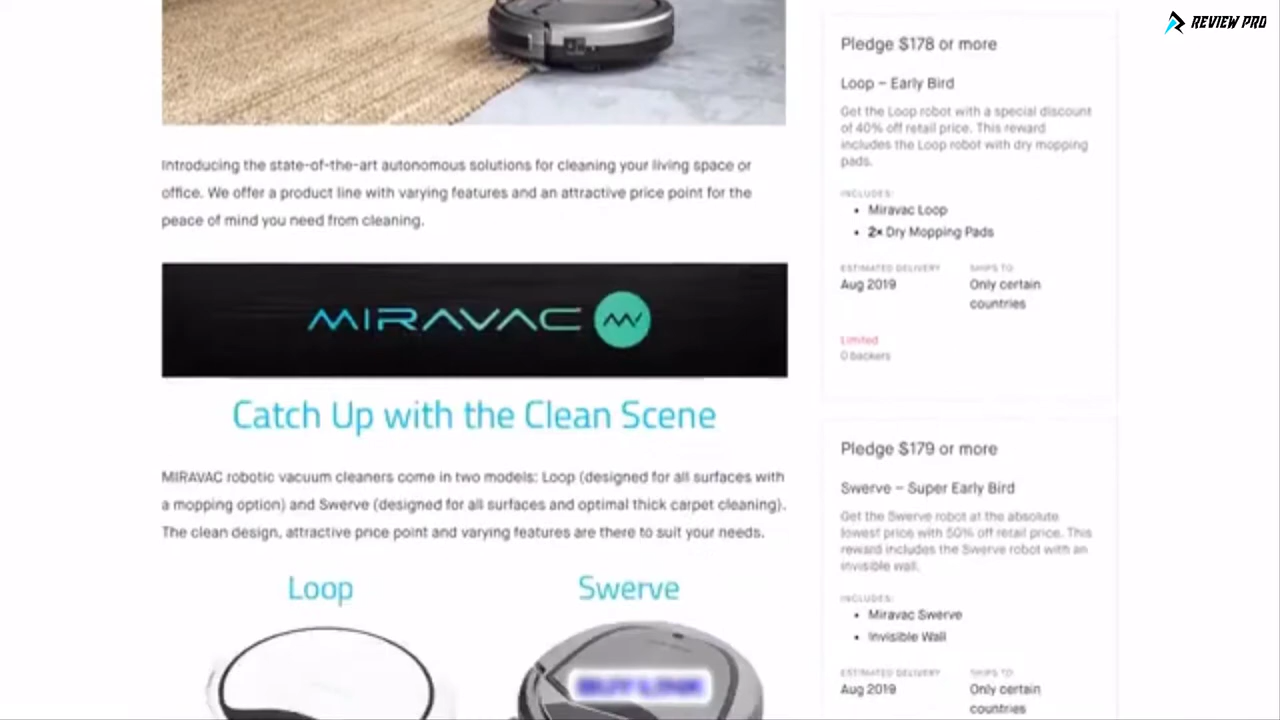 REVIEW PRO
Introducing the state-of-the-art autonomous solutions for cleaning your living space or
office. We offer a product line with varying features and an attractive price point for the
peace of mind you need from cleaning.
MIRAVAC
Catch Up with the Clean Scene
MIRAVAC robotic vacuum cleaners come in two models: Loop (designed for all surfaces with
a mopping option) and Swerve (designed for all surfaces and optimal thick carpet cleaning).
The clean design, attractive price point and varying features are there to suit your needs.
Loop
Swerve
BUY LINK
Pledge $178 or more
Loop – Early Bird
Get the Loop robot with a special discount
of 40% off retail price. This reward
includes the Loop robot with dry mopping
pads.
INCLUDES:
• Miravac Loop
• 2× Dry Mopping Pads
ESTIMATED DELIVERY SHIPS TO
Aug 2019 Only certain
countries
Limited
0 backers
Pledge $179 or more
Swerve – Super Early Bird
Get the Swerve robot at the absolute
lowest price with 50% off retail price. This
reward includes the Swerve robot with an
invisible wall.
INCLUDES:
• Miravac Swerve
• Invisible Wall
ESTIMATED DELIVERY SHIPS TO
Aug 2019 Only certain
countries